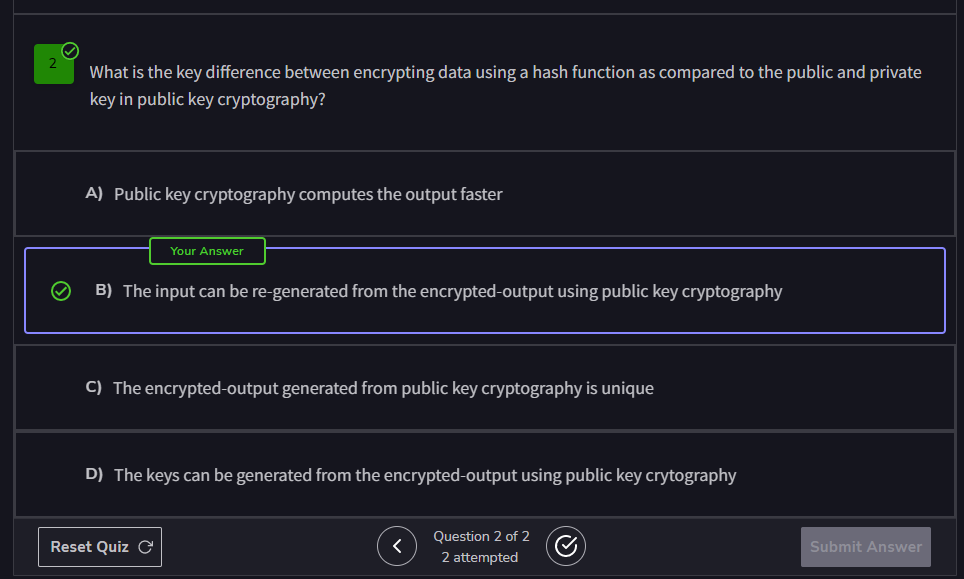 2
What is the key difference between encrypting data using a hash function as compared to the public and private
key in public key cryptography?
A) Public key cryptography computes the output faster
Your Answer
B) The input can be re-generated from the encrypted-output using public key cryptography
C) The encrypted-output generated from public key cryptography is unique
D) The keys can be generated from the encrypted-output using public key crytography
Reset Quiz
Question 2 of 2
2 attempted
Submit Answer